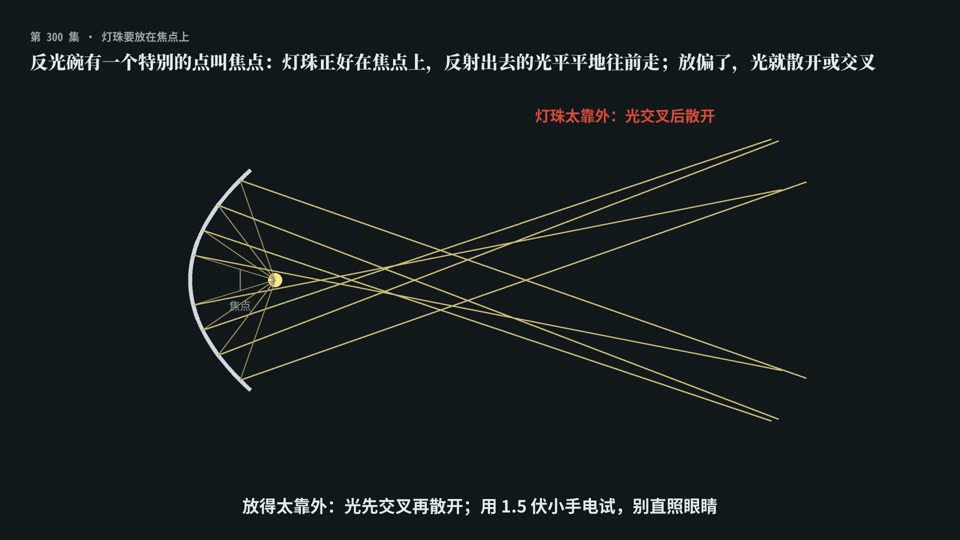 第 300 集 · 灯珠要放在焦点上
反光碗有一个特别的点叫焦点：灯珠正好在焦点上，反射出去的光平平地往前走；放偏了，光就散开或交叉
灯珠太靠外：光交叉后散开
焦点
放得太靠外：光先交叉再散开；用 1.5 伏小手电试，别直照眼睛